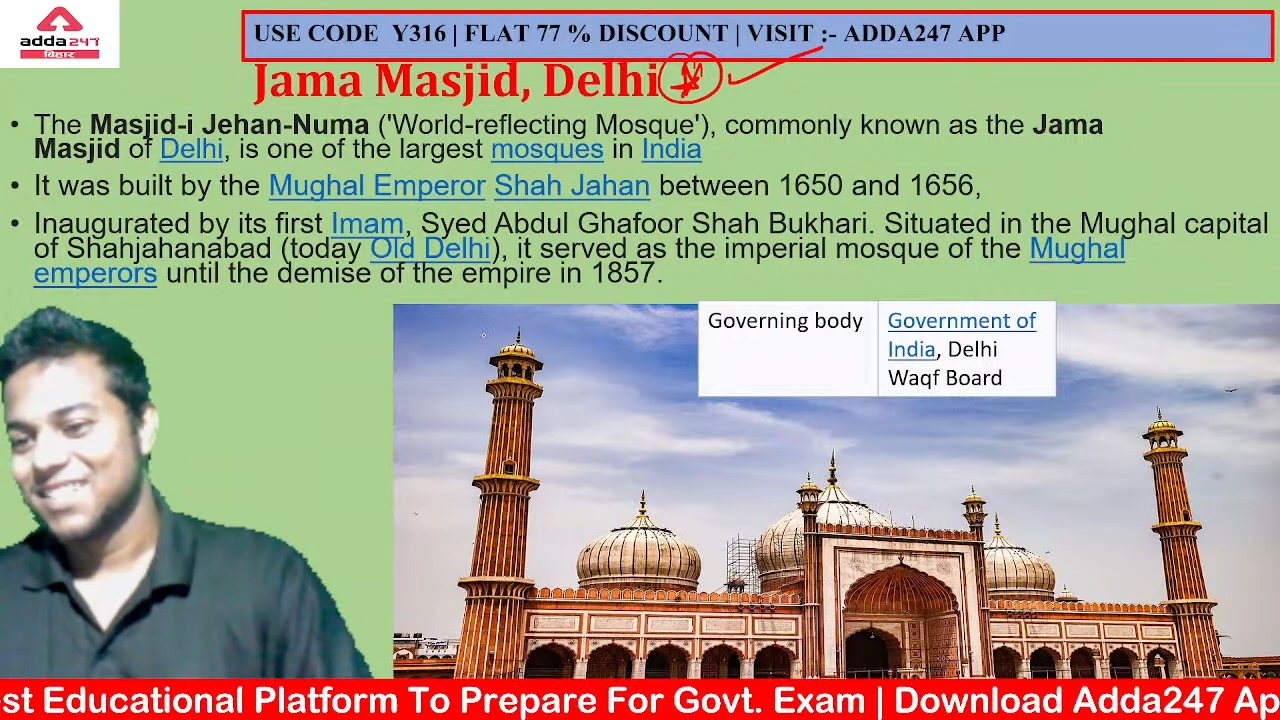 adda247
बिहार
USE CODE Y316 | FLAT 77 % DISCOUNT | VISIT :- ADDA247 APP
Jama Masjid, Delhi
• The Masjid-i Jehan-Numa ('World-reflecting Mosque'), commonly known as the Jama
Masjid of Delhi, is one of the largest mosques in India
• It was built by the Mughal Emperor Shah Jahan between 1650 and 1656,
• Inaugurated by its first Imam, Syed Abdul Ghafoor Shah Bukhari. Situated in the Mughal capital
of Shahjahanabad (today Old Delhi), it served as the imperial mosque of the Mughal
emperors until the demise of the empire in 1857.
Governing body
Government of
India, Delhi
Waqf Board
st Educational Platform To Prepare For Govt. Exam | Download Adda247 Ap